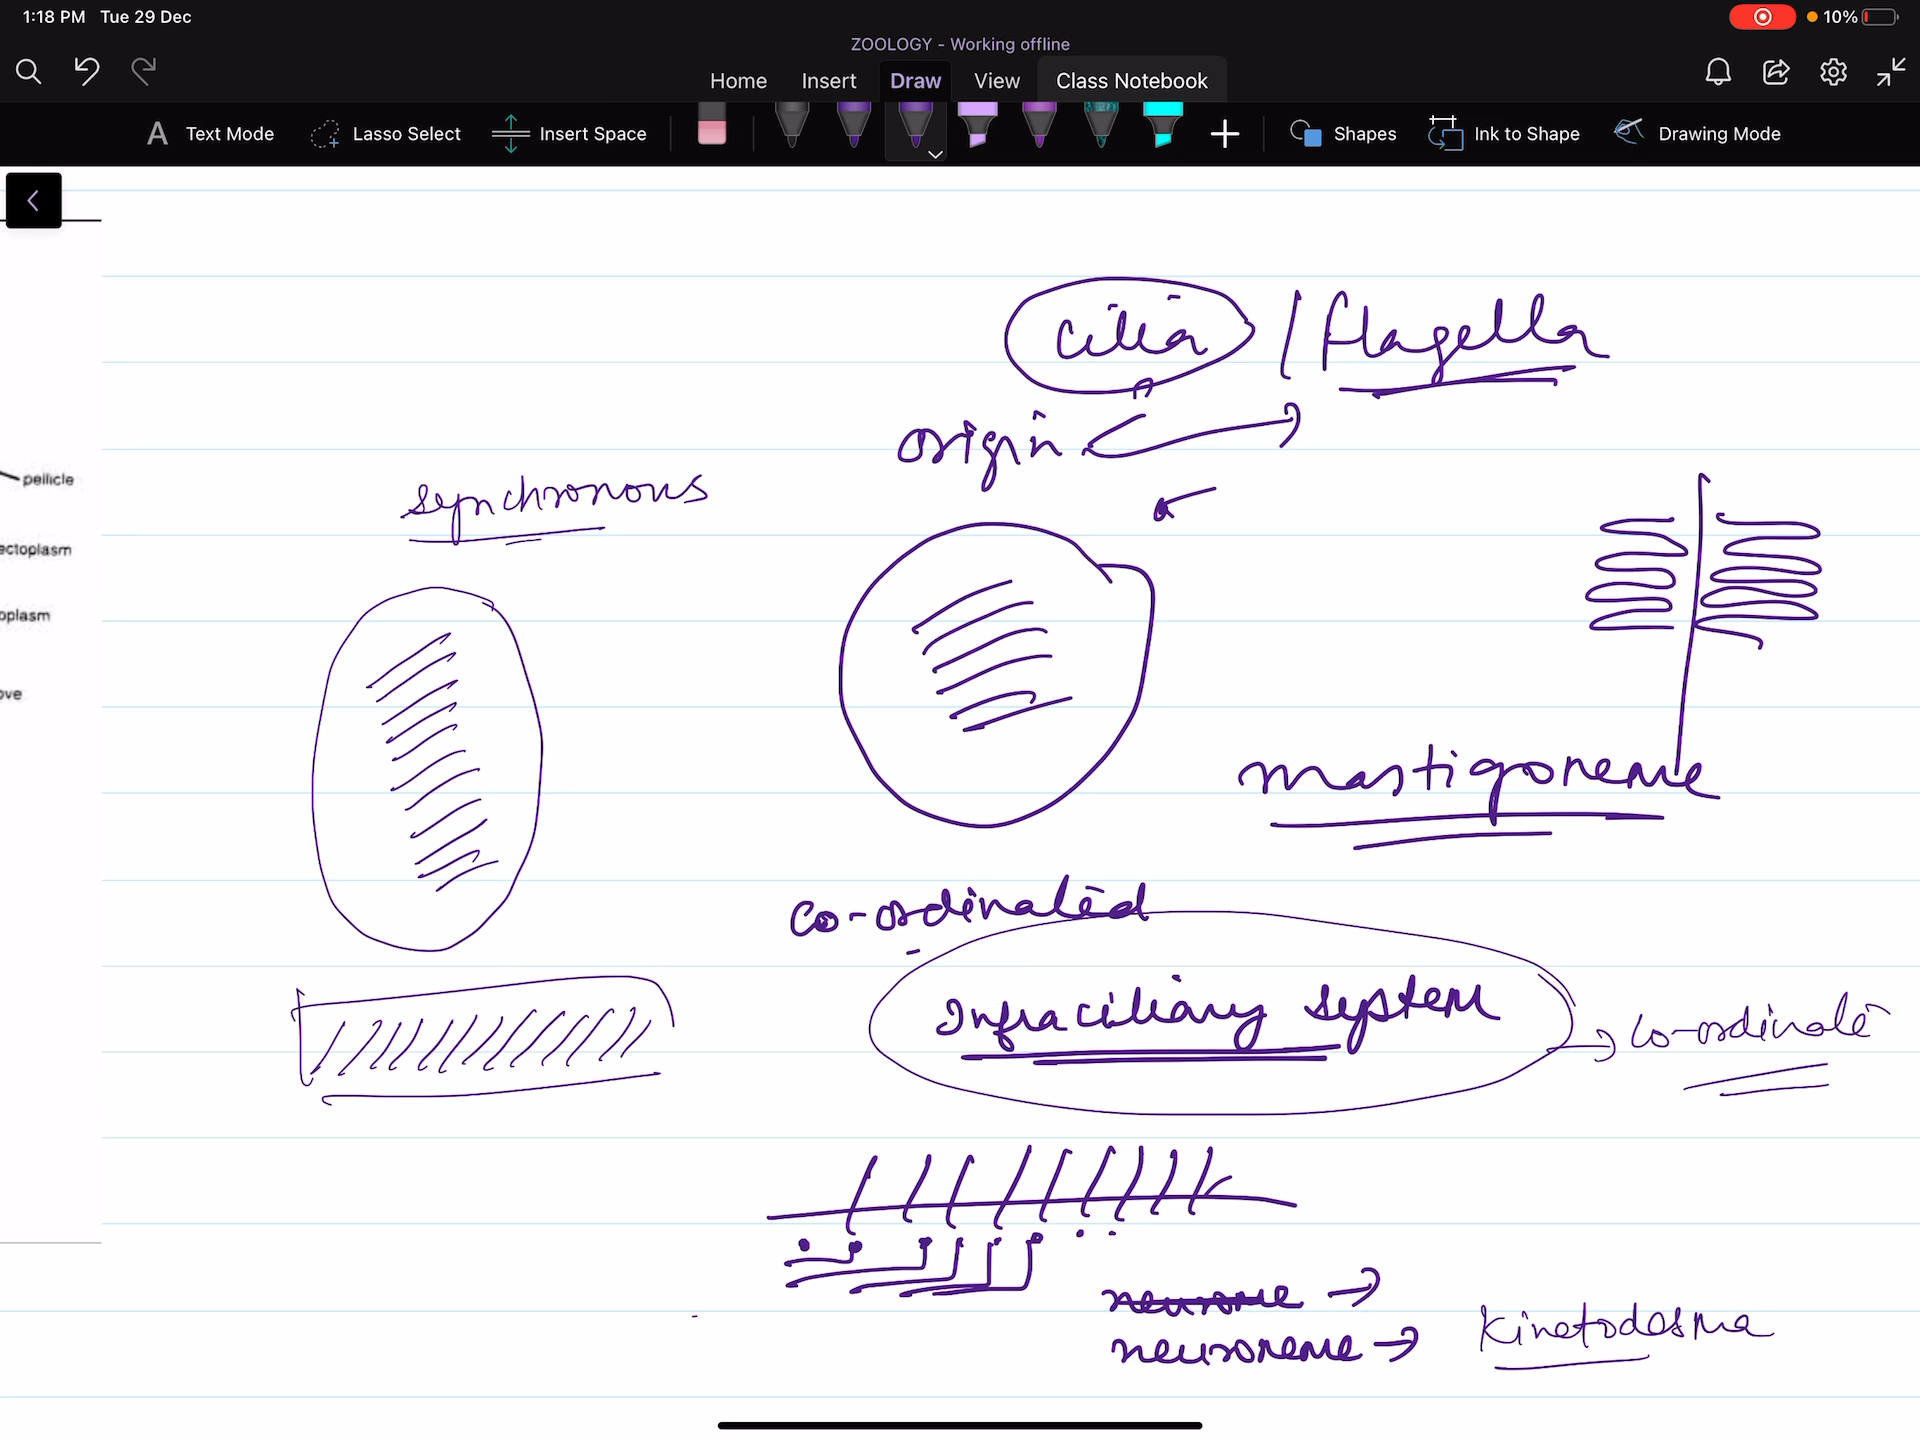 1:18 PM Tue 29 Dec
10%
ZOOLOGY - Working offline
Home Insert Draw View Class Notebook
A Text Mode Lasso Select Insert Space Shapes Ink to Shape Drawing Mode
cilia / flagella
origin
pellicle
synchronous
ectoplasm
oplasm
ove
mastigoneme
co-ordinated
Infraciliary system
co-ordinate
neurone
neuroneme
Kinetodesma